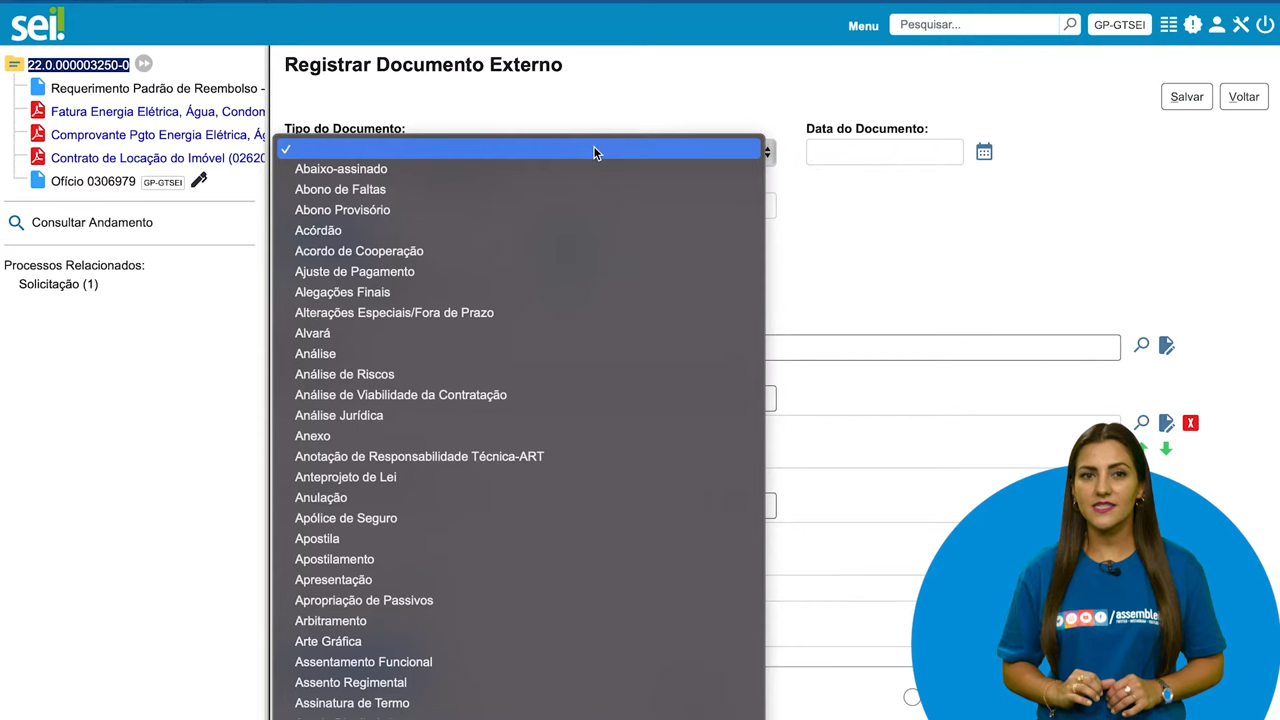 sei!
Menu
Pesquisar...
GP-GTSEI
22.0.000003250-0
Requerimento Padrão de Reembolso -
Fatura Energia Elétrica, Água, Condon
Comprovante Pgto Energia Elétrica, Ág
Contrato de Locação do Imóvel (02620
Ofício 0306979 GP-GTSEI
Consultar Andamento
Processos Relacionados:
Solicitação (1)
Registrar Documento Externo
Salvar
Voltar
Tipo do Documento:
Data do Documento:
Abaixo-assinado
Abono de Faltas
Abono Provisório
Acórdão
Acordo de Cooperação
Ajuste de Pagamento
Alegações Finais
Alterações Especiais/Fora de Prazo
Alvará
Análise
Análise de Riscos
Análise de Viabilidade da Contratação
Análise Jurídica
Anexo
Anotação de Responsabilidade Técnica-ART
Anteprojeto de Lei
Anulação
Apólice de Seguro
Apostila
Apostilamento
Apresentação
Apropriação de Passivos
Arbitramento
Arte Gráfica
Assentamento Funcional
Assento Regimental
Assinatura de Termo
X
/assemble